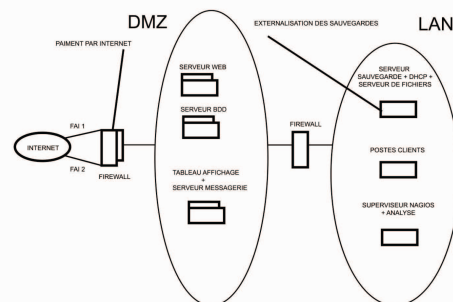 DMZ
EXTERNALISATION DES SAUVEGARDES
LAN
PAIMENT PAR INTERNET
SERVEUR WEB
SERVEUR BDD
TABLEAU AFFICHAGE
+
SERVEUR MESSAGERIE
FAI 1
INTERNET
FAI 2
FIREWALL
FIREWALL
SERVEUR
SAUVEGARDE + DHCP +
SERVEUR DE FICHIERS
POSTES CLIENTS
SUPERVISEUR NAGIOS
+ ANALYSE